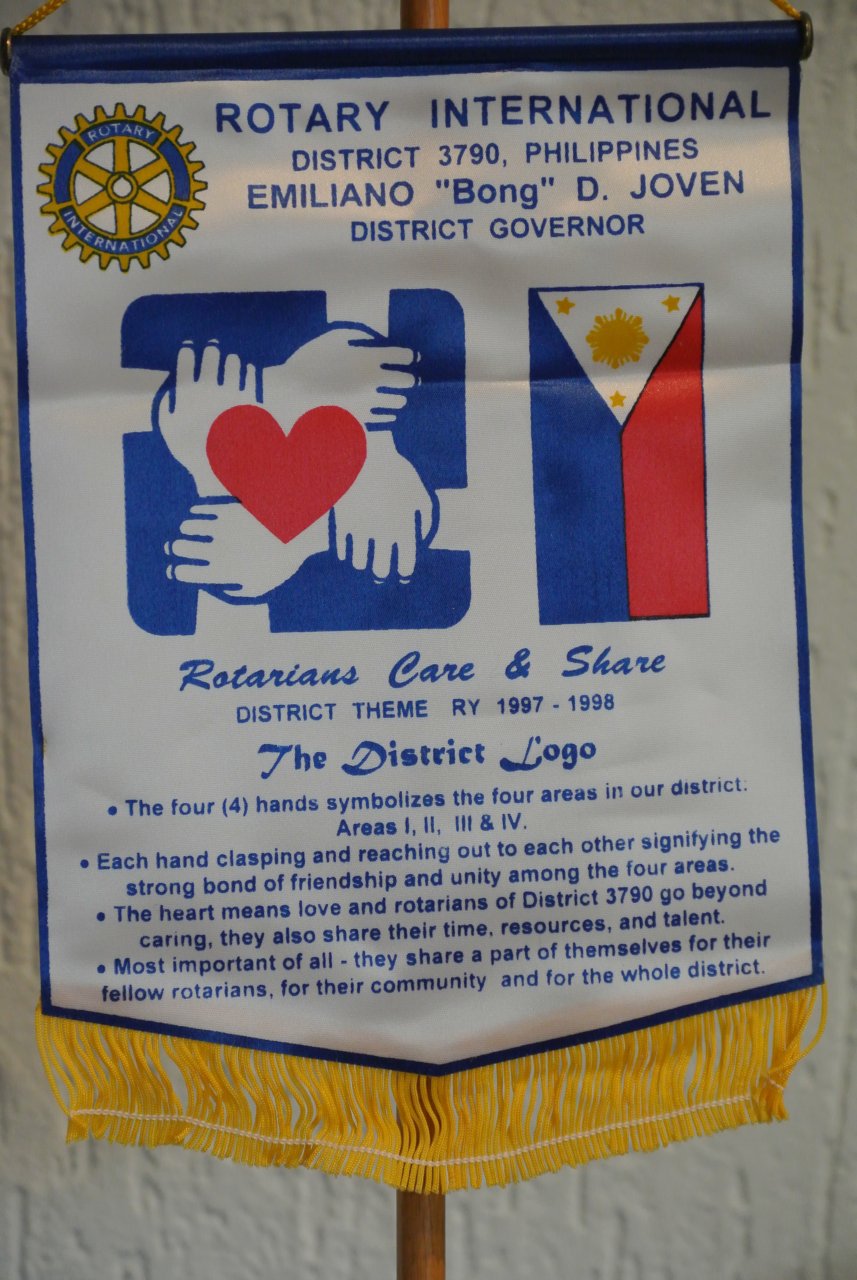 ROTARY INTERNATIONAL
ROTARY
INTERNATIONAL
DISTRICT 3790, PHILIPPINES
EMILIANO "Bong" D. JOVEN
DISTRICT GOVERNOR
Rotarians Care & Share
DISTRICT THEME RY 1997 - 1998
The District Logo
• The four (4) hands symbolizes the four areas in our district:
Areas I, II, III & IV.
• Each hand clasping and reaching out to each other signifying the
strong bond of friendship and unity among the four areas.
• The heart means love and rotarians of District 3790 go beyond
caring, they also share their time, resources, and talent.
• Most important of all - they share a part of themselves for their
fellow rotarians, for their community and for the whole district.